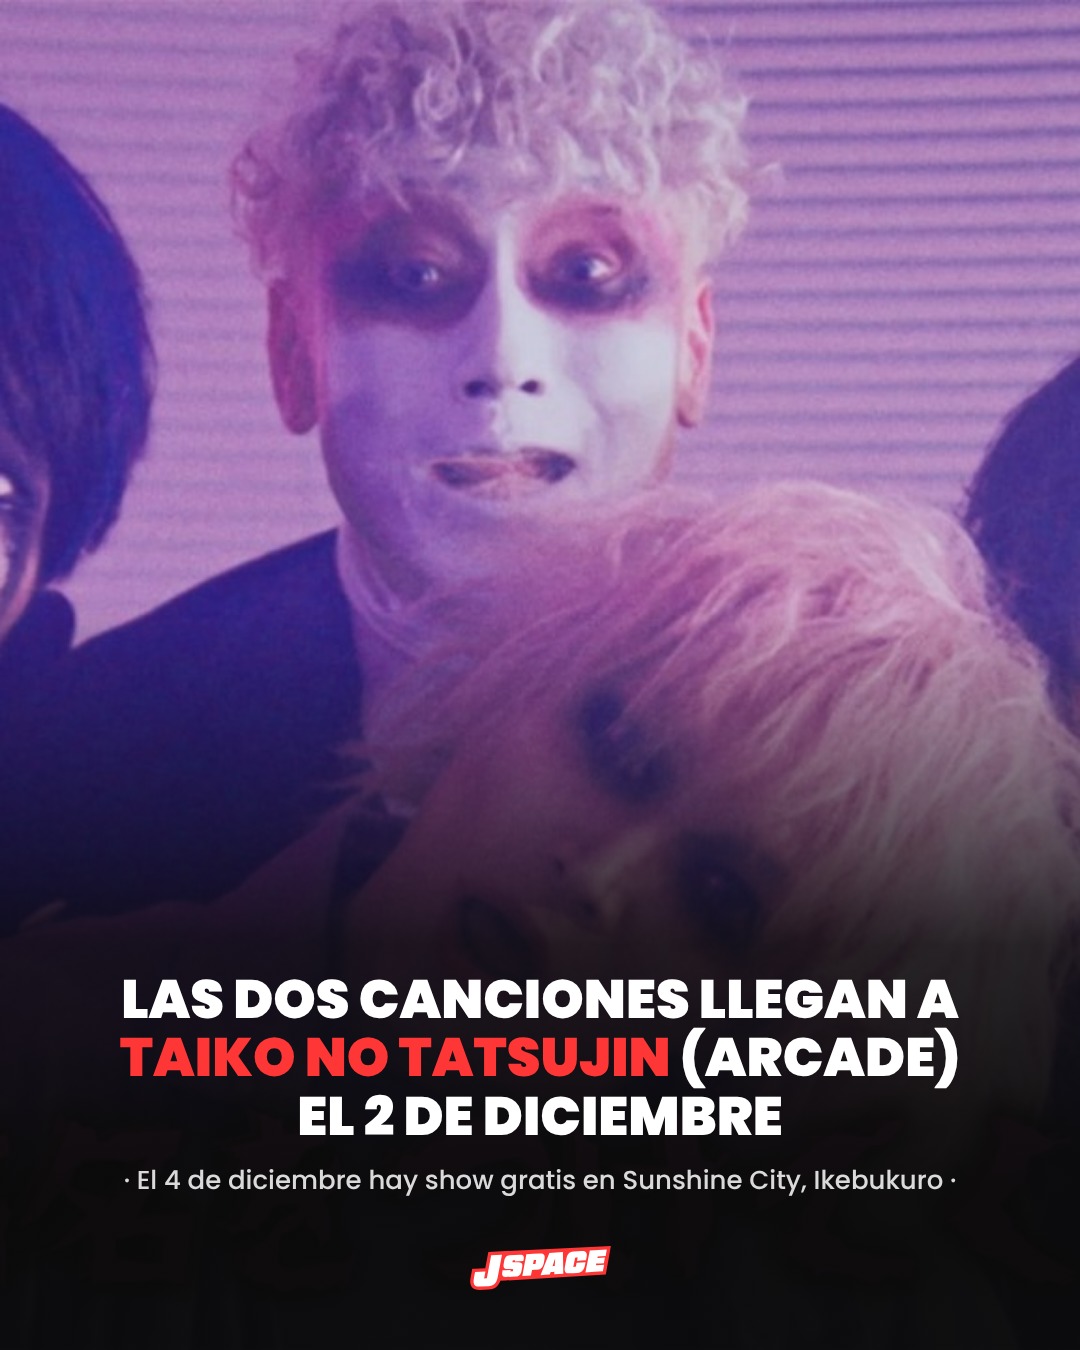 LAS DOS CANCIONES LLEGAN A
TAIKO NO TATSUJIN (ARCADE)
EL 2 DE DICIEMBRE
· El 4 de diciembre hay show gratis en Sunshine City, Ikebukuro ·
JSPACE